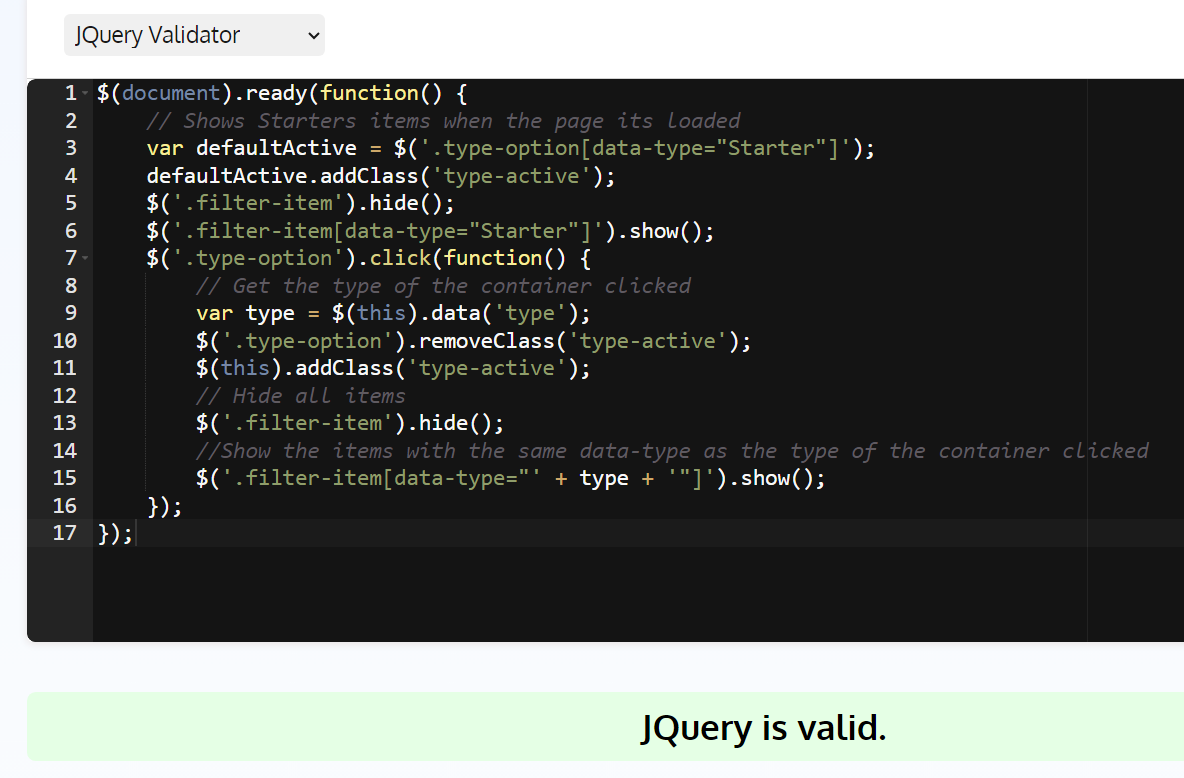 JQuery Validator
1 $(document).ready(function() {
2     // Shows Starters items when the page its loaded
3     var defaultActive = $('.type-option[data-type="Starter"]');
4     defaultActive.addClass('type-active');
5     $('.filter-item').hide();
6     $('.filter-item[data-type="Starter"]').show();
7     $('.type-option').click(function() {
8         // Get the type of the container clicked
9         var type = $(this).data('type');
10         $('.type-option').removeClass('type-active');
11         $(this).addClass('type-active');
12         // Hide all items
13         $('.filter-item').hide();
14         //Show the items with the same data-type as the type of the container clicked
15         $('.filter-item[data-type="' + type + '"]').show();
16     });
17 });
JQuery is valid.